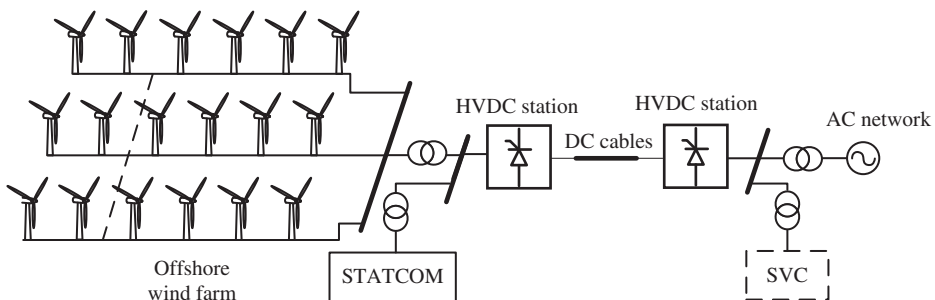 HVDC station
HVDC station
DC cables
AC network
Offshore
wind farm
STATCOM
SVC